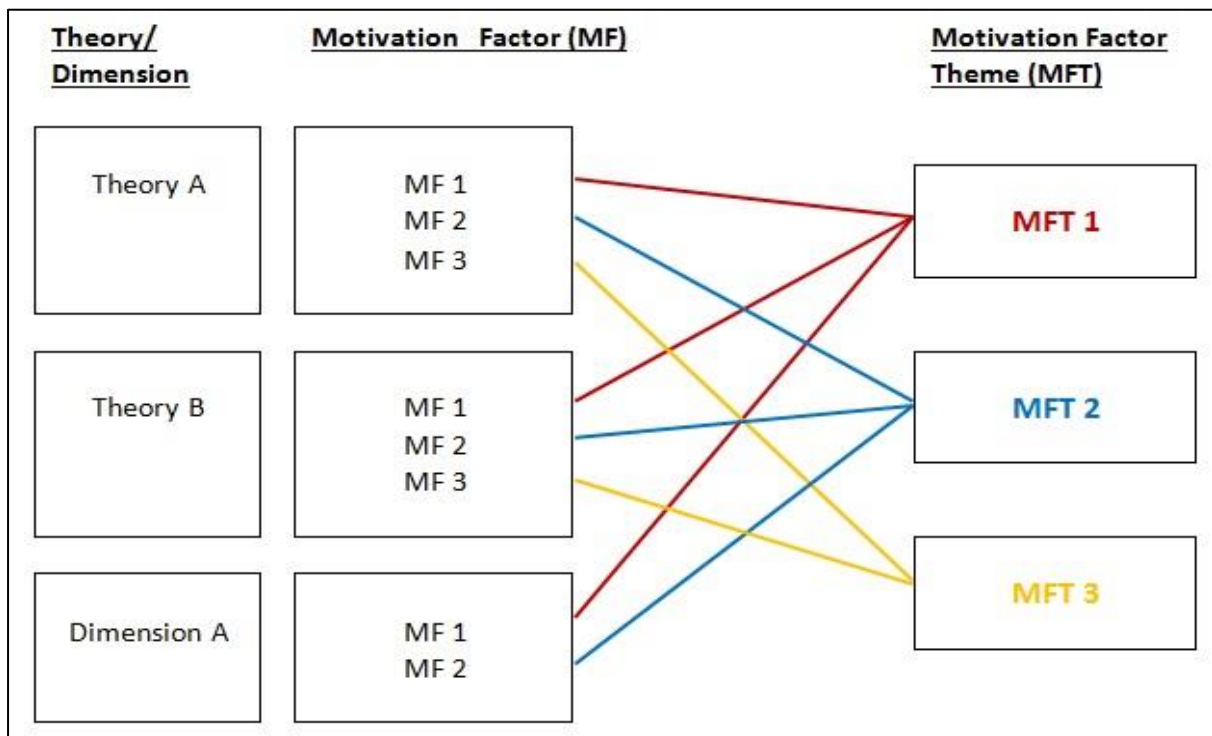 Theory/
Dimension
Motivation Factor (MF)
Motivation Factor
Theme (MFT)
Theory A
MF 1
MF 2
MF 3
MFT 1
Theory B
MF 1
MF 2
MF 3
MFT 2
Dimension A
MF 1
MF 2
MFT 3